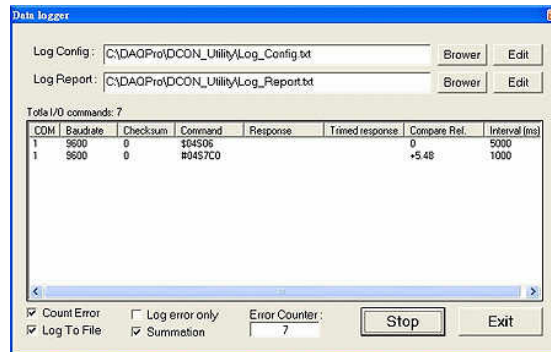 Data logger
Log Config : C:\DAQPro\DCON_Utility\Log_Config.txt Brower Edit
Log Report : C:\DAQPro\DCON_Utility\Log_Report.txt Brower Edit
Totla I/O commands: 7
COM Baudrate Checksum Command Response Trimed response Compare Rel. Interval (ms)
1 9600 0 $04S06 0 5000
1 9600 0 #04S7C0 +5.48 1000
Count Error Log error only Error Counter :
Log To File Summation 7 Stop Exit